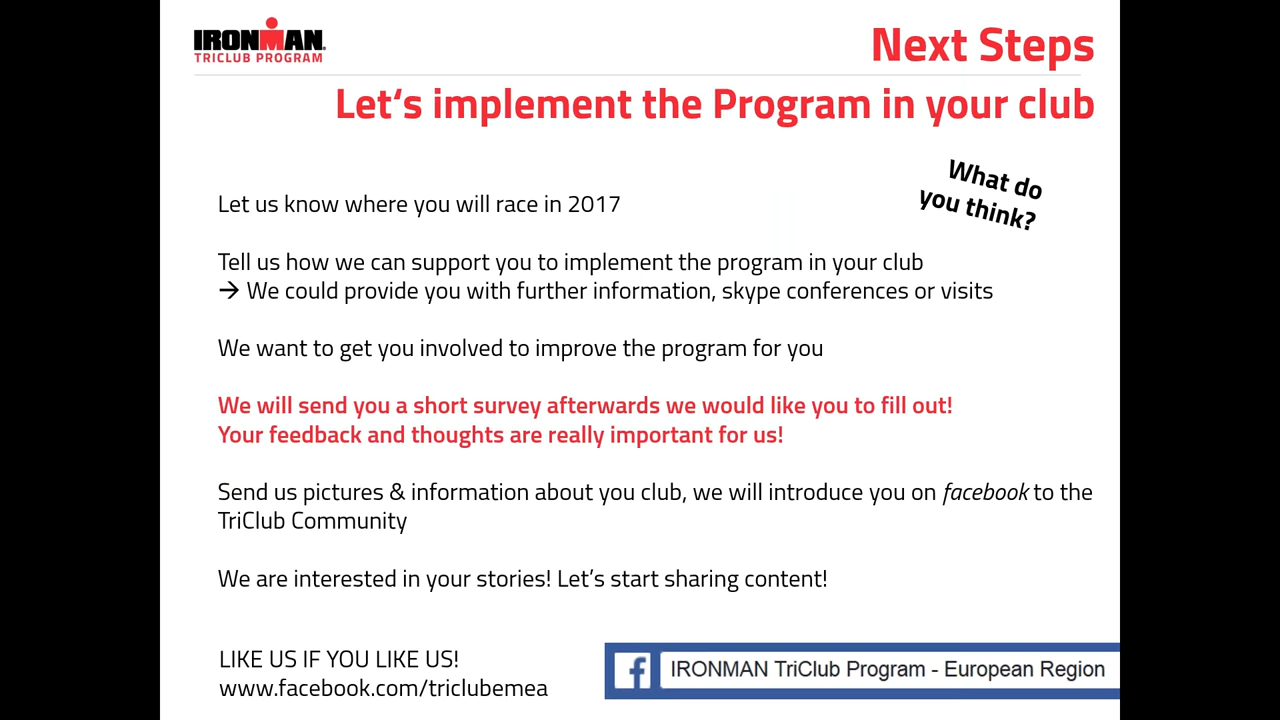 IRONMAN®
TRICLUB PROGRAM
Next Steps
Let‘s implement the Program in your club
What do
you think?
Let us know where you will race in 2017
Tell us how we can support you to implement the program in your club
→ We could provide you with further information, skype conferences or visits
We want to get you involved to improve the program for you
We will send you a short survey afterwards we would like you to fill out!
Your feedback and thoughts are really important for us!
Send us pictures & information about you club, we will introduce you on facebook to the
TriClub Community
We are interested in your stories! Let’s start sharing content!
LIKE US IF YOU LIKE US!
www.facebook.com/triclubemea
f IRONMAN TriClub Program - European Region